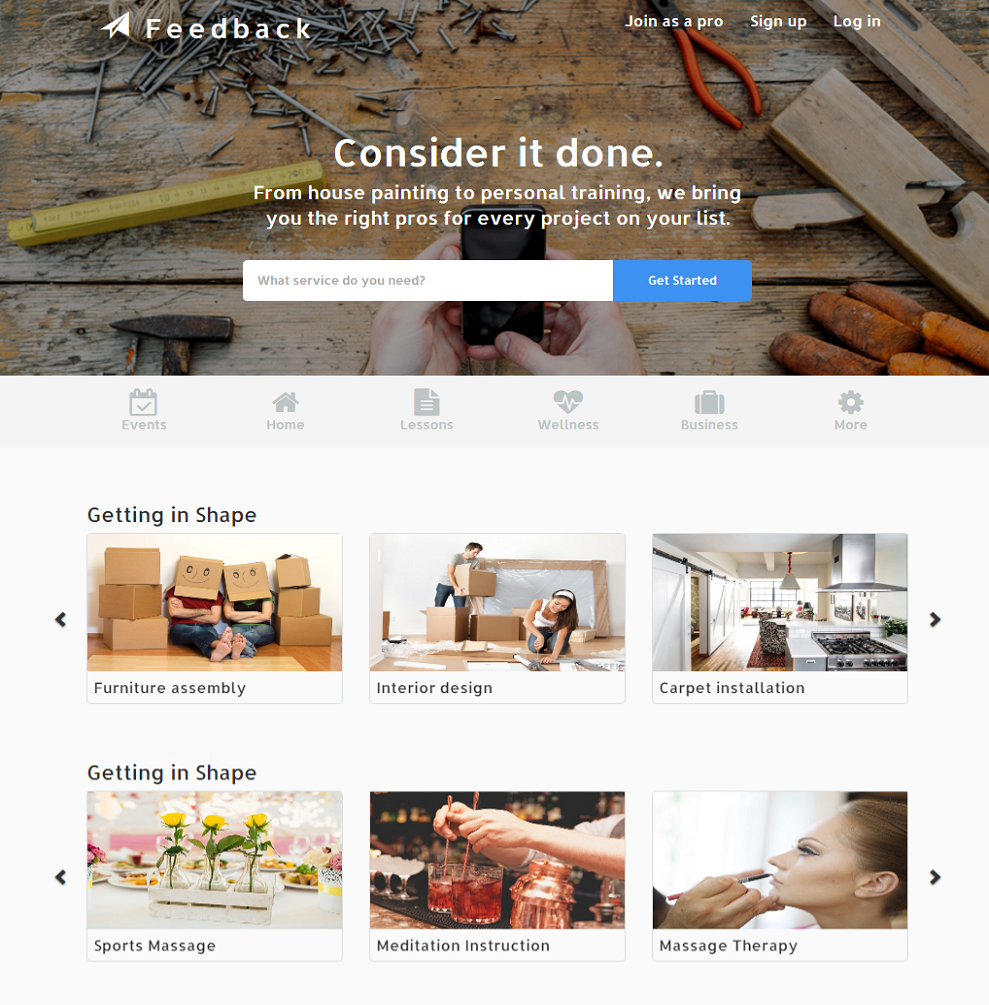 Feedback
Join as a pro
Sign up
Log in
Consider it done.
From house painting to personal training, we bring
you the right pros for every project on your list.
What service do you need?
Get Started
Events
Home
Lessons
Wellness
Business
More
Getting in Shape
Furniture assembly
Interior design
Carpet installation
Getting in Shape
Sports Massage
Meditation Instruction
Massage Therapy